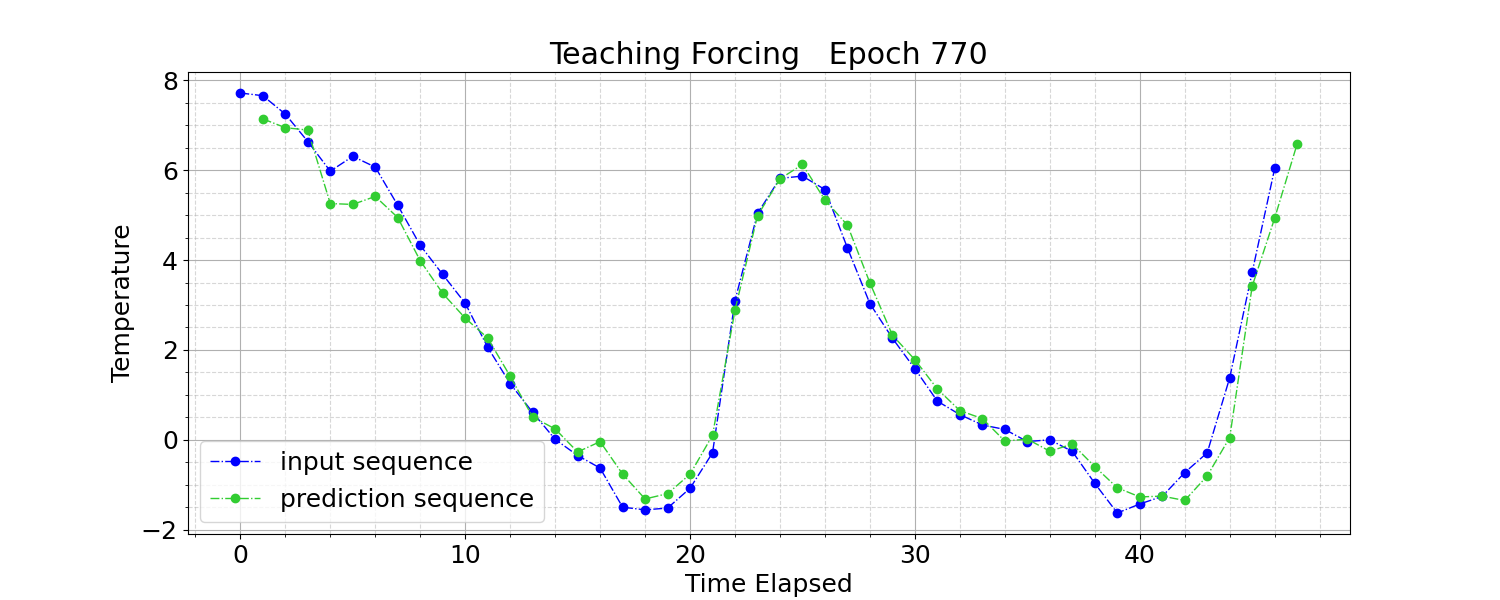 Teaching Forcing   Epoch 770
8
6
4
2
0
−2
Temperature
input sequence
prediction sequence
0 10 20 30 40
Time Elapsed